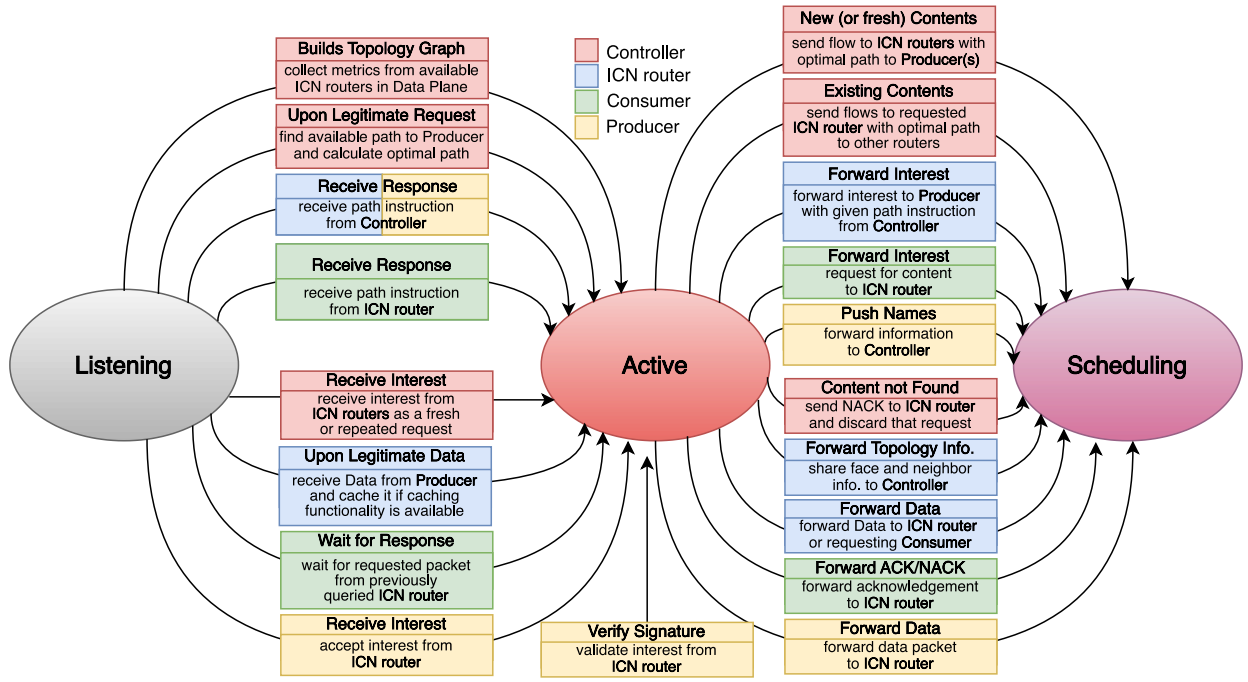 Builds Topology Graph
collect metrics from available
ICN routers in Data Plane
Upon Legitimate Request
find available path to Producer
and calculate optimal path
Receive Response
receive path instruction
from Controller
Receive Response
receive path instruction
from ICN router
Controller
ICN router
Consumer
Producer
New (or fresh) Contents
send flow to ICN routers with
optimal path to Producer(s)
Existing Contents
send flows to requested
ICN router with optimal path
to other routers
Forward Interest
forward interest to Producer
with given path instruction
from Controller
Forward Interest
request for content
to ICN router
Push Names
forward information
to Controller
Listening
Active
Scheduling
Receive Interest
receive interest from
ICN routers as a fresh
or repeated request
Upon Legitimate Data
receive Data from Producer
and cache it if caching
functionality is available
Wait for Response
wait for requested packet
from previously
queried ICN router
Receive Interest
accept interest from
ICN router
Verify Signature
validate interest from
ICN router
Content not Found
send NACK to ICN router
and discard that request
Forward Topology Info.
share face and neighbor
info. to Controller
Forward Data
forward Data to ICN router
or requesting Consumer
Forward ACK/NACK
forward acknowledgement
to ICN router
Forward Data
forward data packet
to ICN router